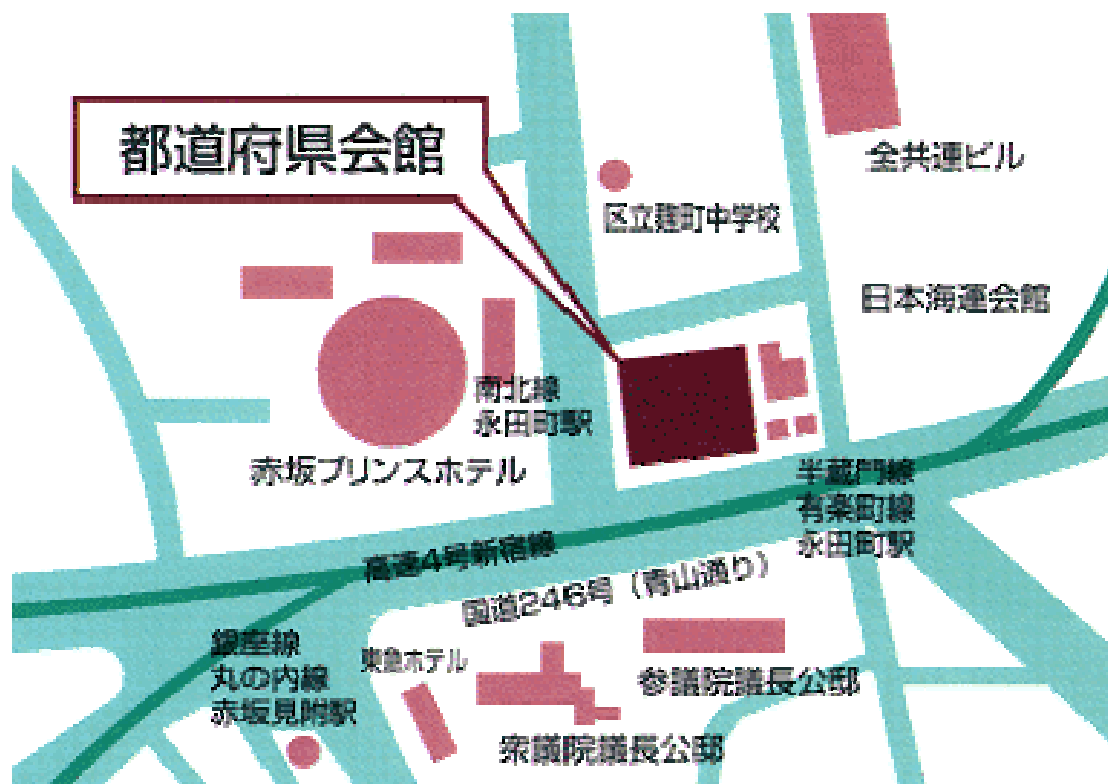 都道府県会館
全共連ビル
区立麹町中学校
日本海運会館
南北線
永田町駅
赤坂プリンスホテル
半蔵門線
有楽町線
永田町駅
高速4号新宿線
国道246号（青山通り）
銀座線
丸の内線
赤坂見附駅
東急ホテル
参議院議長公邸
衆議院議長公邸